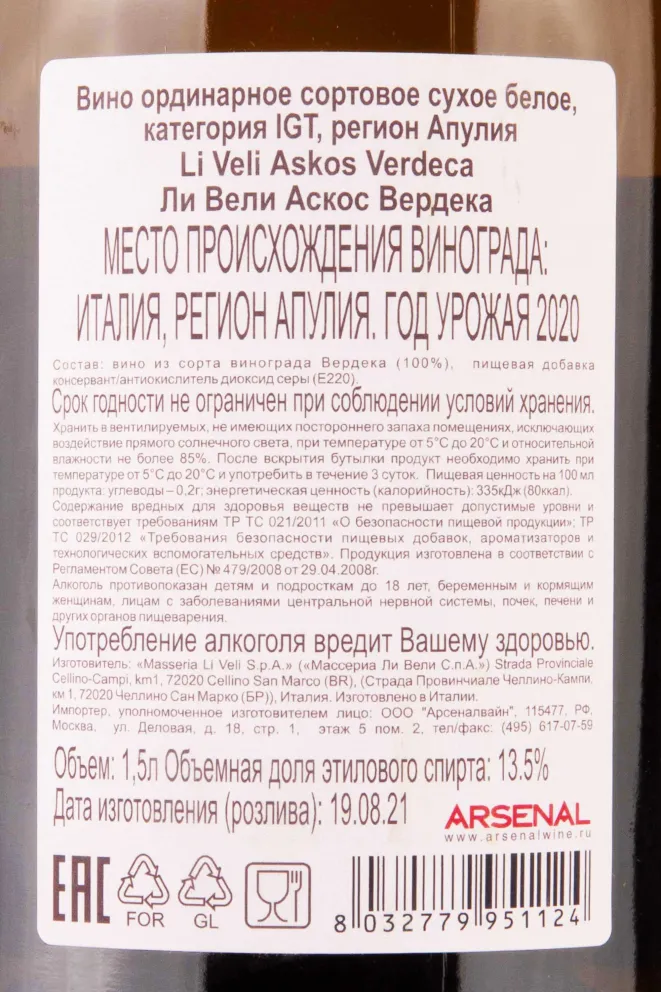 Вино ординарное сортовое сухое белое,
категория IGT, регион Апулия
Li Veli Askos Verdeca
Ли Вели Аскос Вердека
МЕСТО ПРОИСХОЖДЕНИЯ ВИНОГРАДА:
ИТАЛИЯ, РЕГИОН АПУЛИЯ. ГОД УРОЖАЯ 2020
Состав: вино из сорта винограда Вердека (100%), пищевая добавка
консервант/антиокислитель диоксид серы (Е220).
Срок годности не ограничен при соблюдении условий хранения.
Хранить в вентилируемых, не имеющих постороннего запаха помещениях, исключающих
воздействие прямого солнечного света, при температуре от 5°С до 20°С и относительной
влажности не более 85%. После вскрытия бутылки продукт необходимо хранить при
температуре от 5°С до 20°С и употребить в течение 3 суток. Пищевая ценность на 100 мл
продукта: углеводы – 0,2г; энергетическая ценность (калорийность): 335кДж (80ккал).
Содержание вредных для здоровья веществ не превышает допустимые уровни и
соответствует требованиям ТР ТС 021/2011 «О безопасности пищевой продукции»; ТР
ТС 029/2012 «Требования безопасности пищевых добавок, ароматизаторов и
технологических вспомогательных средств». Продукция изготовлена в соответствии с
Регламентом Совета (ЕС) № 479/2008 от 29.04.2008г.
Алкоголь противопоказан детям и подросткам до 18 лет, беременным и кормящим
женщинам, лицам с заболеваниями центральной нервной системы, почек, печени и
других органов пищеварения.
Употребление алкоголя вредит Вашему здоровью.
Изготовитель: «Masseria Li Veli S.p.A.» («Массериа Ли Вели С.п.А.») Strada Provinciale
Cellino-Campi, km1, 72020 Cellino San Marco (BR), (Страда Провинчиале Челлино-Кампи,
км 1, 72020 Челлино Сан Марко (БР)), Италия. Изготовлено в Италии.
Импортер, уполномоченное изготовителем лицо: ООО "Арсеналвайн", 115477, РФ,
Москва, ул. Деловая, д. 18, стр. 1, этаж 5 пом. 2, тел/факс: (495) 617-07-59
Объем: 1,5л Объемная доля этилового спирта: 13.5%
Дата изготовления (розлива): 19.08.21
ARSENAL
www.arsenalwine.ru
EAC
FOR
GL
8 032779 951124